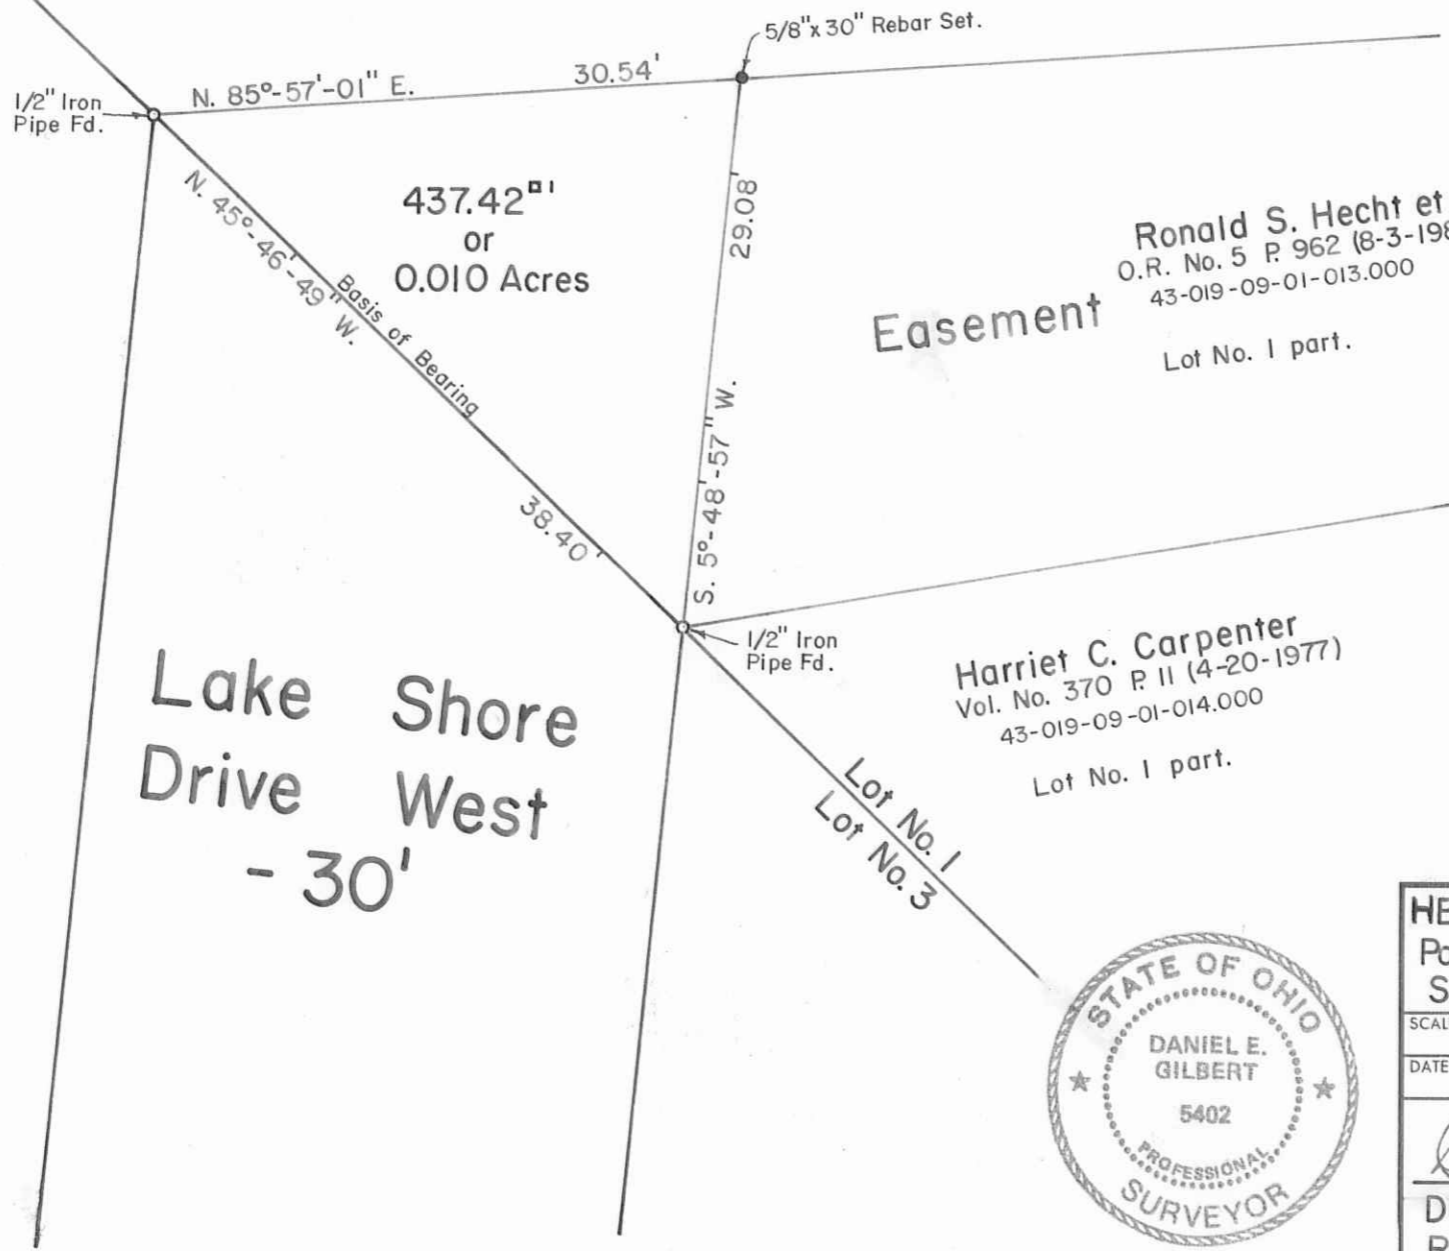 5/8"x 30" Rebar Set.
1/2" Iron
Pipe Fd.
N. 85°-57'-01" E.
30.54'
N. 45°-46'-49" W.
Basis of Bearing
38.40'
437.42□'
or
0.010 Acres
29.08'
S. 5°-48'-57" W.
Ronald S. Hecht et
O.R. No. 5 P. 962 (8-3-198
43-019-09-01-013.000
Easement
Lot No. 1 part.
1/2" Iron
Pipe Fd.
Harriet C. Carpenter
Vol. No. 370 P. 11 (4-20-1977)
43-019-09-01-014.000
Lot No. 1 part.
Lake Shore
Drive West
- 30'
Lot No. 1
Lot No. 3
STATE OF OHIO
DANIEL E.
GILBERT
5402
PROFESSIONAL
SURVEYOR
HE
Pa
S
SCAL
DATE
D